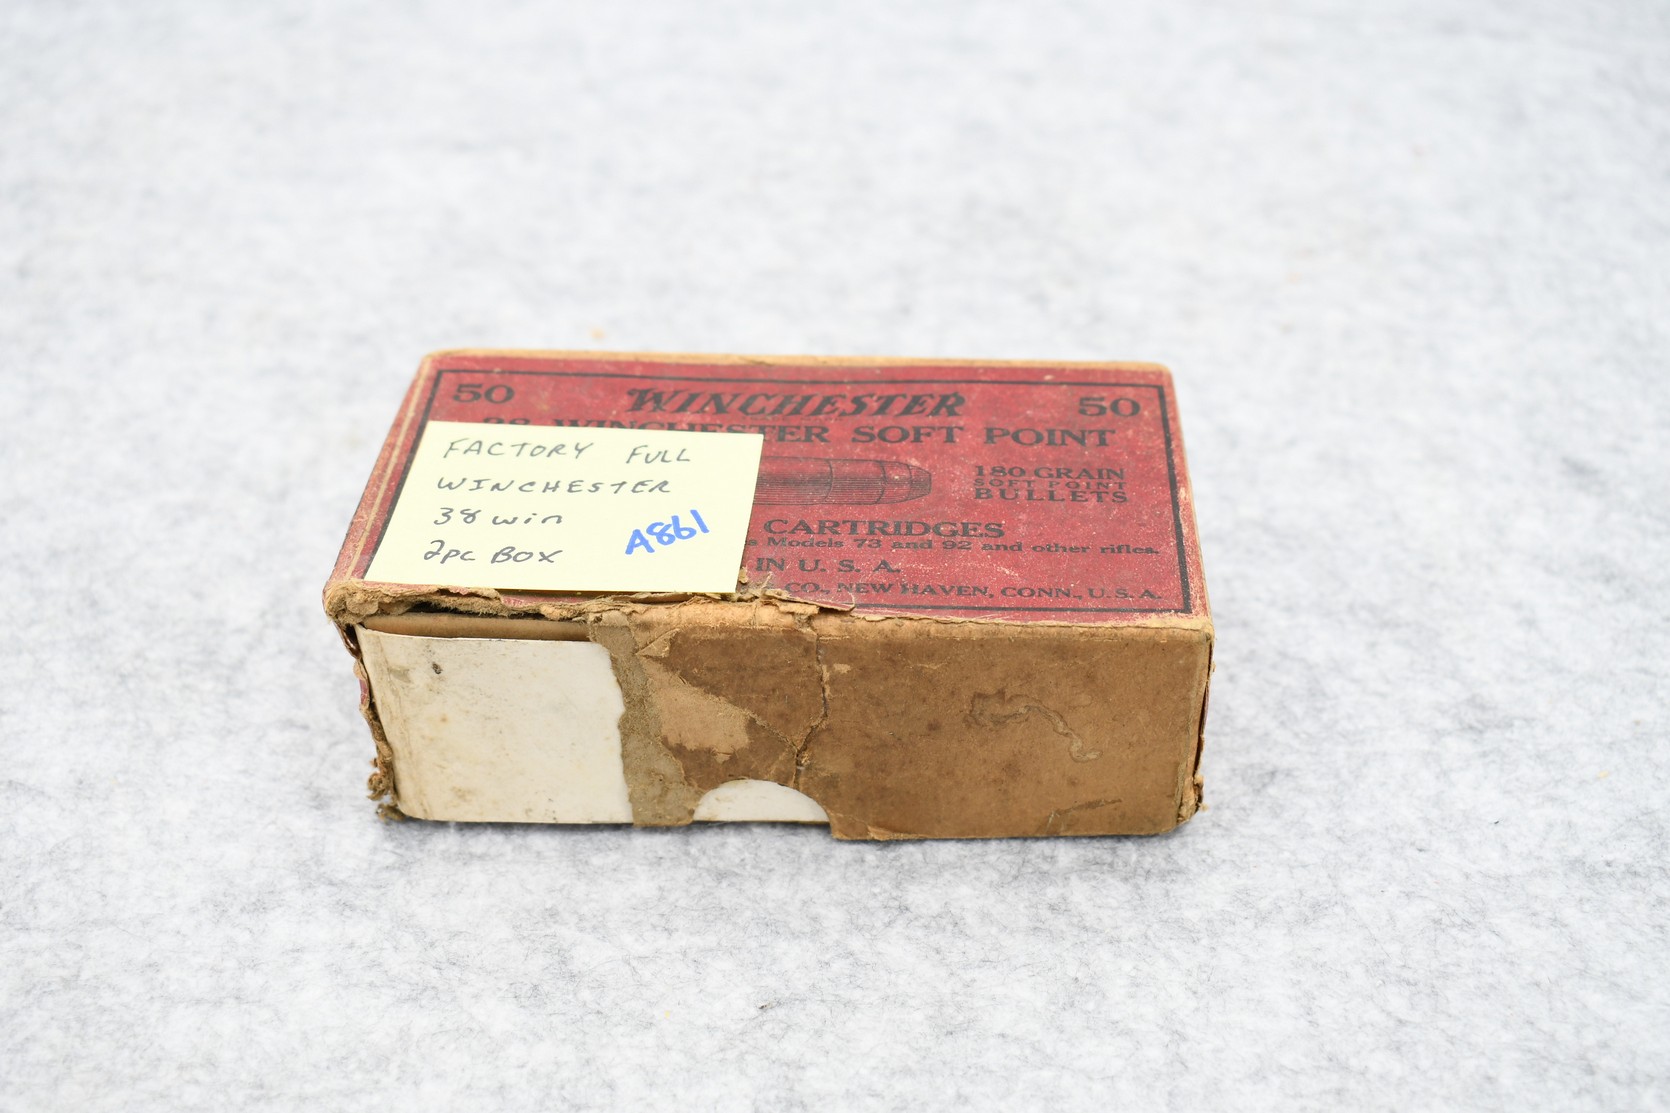 50 WINCHESTER 50
38 WINCHESTER SOFT POINT
180 GRAIN
SOFT POINT
BULLETS
CARTRIDGES
Models 73 and 92 and other rifles.
IN U. S. A.
CO., NEW HAVEN, CONN., U.S.A.
FACTORY FULL
WINCHESTER
38 win
2pc BOX
A861